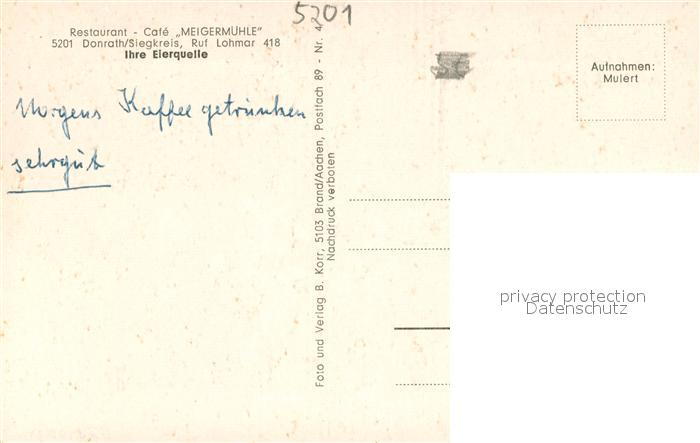 5201
Restaurant - Café „MEIGERMÜHLE"
5201 Donrath/Siegkreis, Ruf Lohmar 418
Ihre Eierquelle
Morgens Kaffee getrunken
sehr gut
Foto und Verlag B. Korr, 5103 Brand/Aachen, Postfach 89 - Nr. 4
Nachdruck verboten
Aufnahmen:
Mulert
privacy protection
Datenschutz